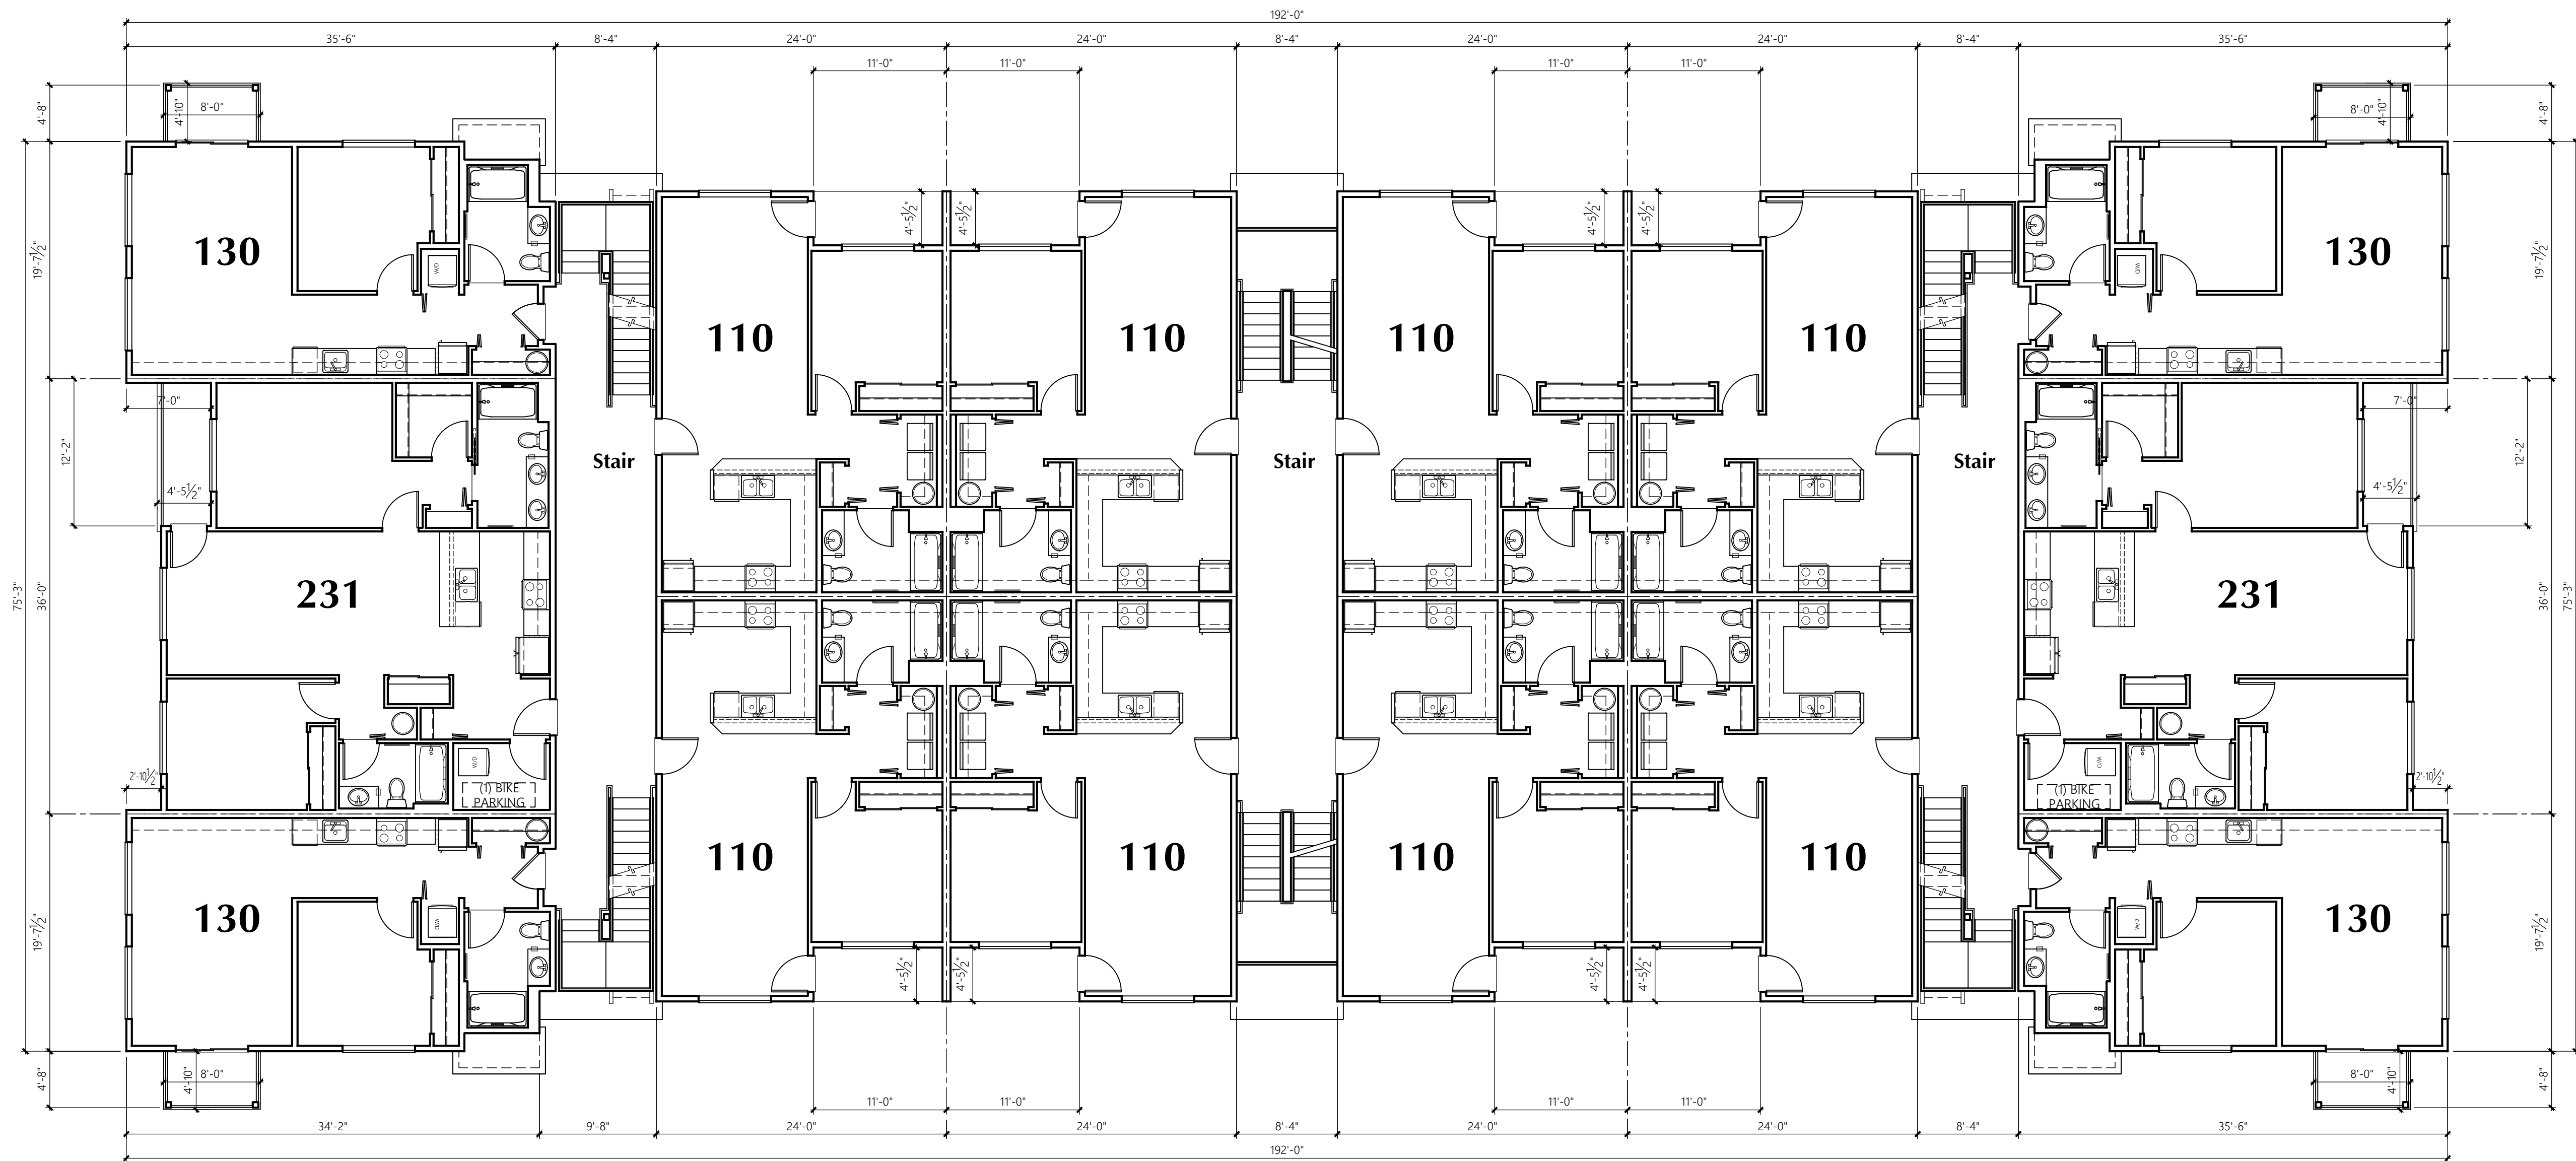 192'-0"
35'-6" 8'-4" 24'-0" 24'-0" 8'-4" 24'-0" 24'-0" 8'-4" 35'-6"
11'-0" 11'-0" 11'-0" 11'-0"
4'-8" 4'-10" 8'-0" 8'-0" 4'-10" 4'-8"
4'-5½" 4'-5½" 4'-5½" 4'-5½"
19'-7½" 130 W/D W/D 130 19'-7½"
110 110 110 110
7'-0" 7'-0"
12'-2" Stair Stair Stair 12'-2"
4'-5½" 4'-5½"
75'-3" 36'-0" 231 231 36'-0" 75'-3"
W/D W/D
2'-10½" 2'-10½"
(1) BIKE (1) BIKE
PARKING PARKING
110 110 110 110
19'-7½" 130 W/D W/D 130 19'-7½"
4'-5½" 4'-5½" 4'-5½" 4'-5½"
4'-8" 4'-10" 8'-0" 8'-0" 4'-10" 4'-8"
11'-0" 11'-0" 11'-0" 11'-0"
34'-2" 9'-8" 24'-0" 24'-0" 8'-4" 24'-0" 24'-0" 8'-4" 35'-6"
192'-0"